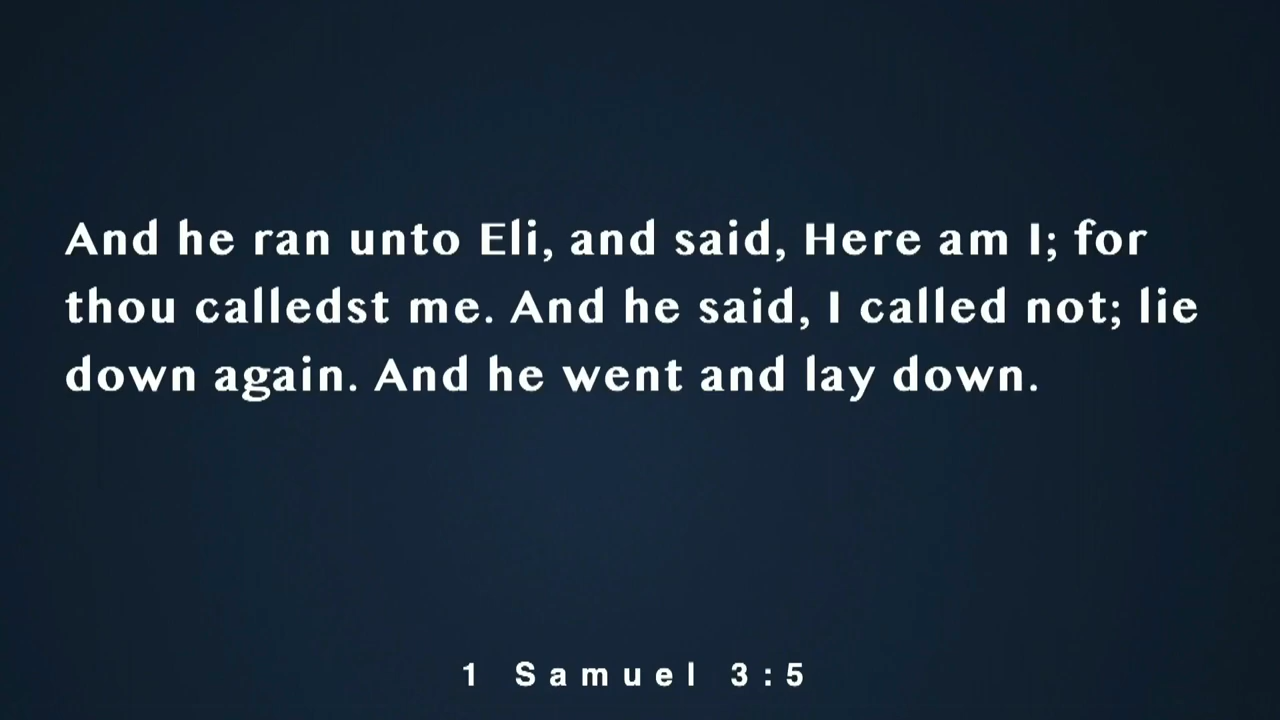 And he ran unto Eli, and said, Here am I; for
thou calledst me. And he said, I called not; lie
down again. And he went and lay down.
1 Samuel 3:5